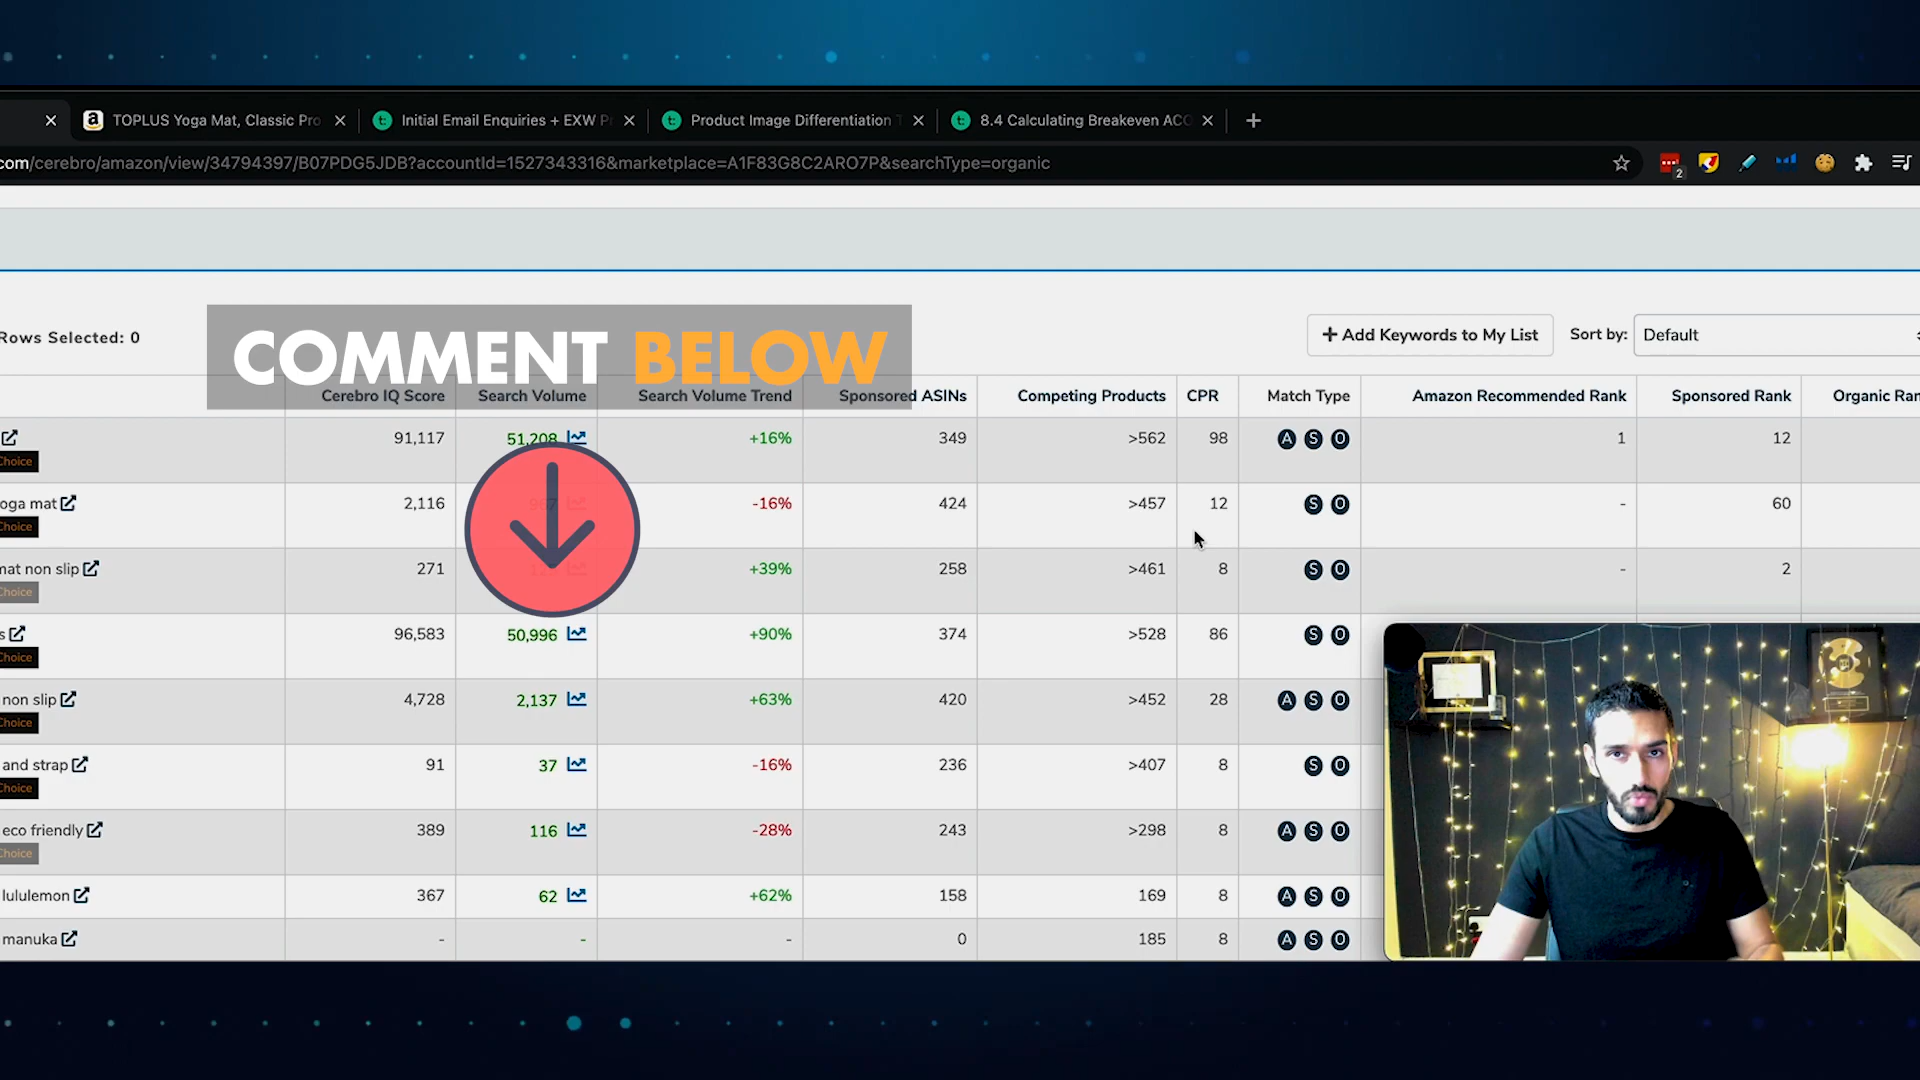 TOPLUS Yoga Mat, Classic Pro
Initial Email Enquiries + EXW P
Product Image Differentiation T
8.4 Calculating Breakeven ACO
com/cerebro/amazon/view/34794397/B07PDG5JDB?accountId=1527343316&marketplace=A1F83G8C2ARO7P&searchType=organic
2
Rows Selected: 0
COMMENT BELOW
Add Keywords to My List
Sort by: Default
Cerebro IQ Score Search Volume Search Volume Trend Sponsored ASINs Competing Products CPR Match Type Amazon Recommended Rank Sponsored Rank Organic Ran
91,117 51,208 +16% 349 >562 98 A S O 1 12
Choice
oga mat 2,116 967 -16% 424 >457 12 S O - 60
Choice
mat non slip 271 +39% 258 >461 8 S O - 2
Choice
s 96,583 50,996 +90% 374 >528 86 S O
Choice
non slip 4,728 2,137 +63% 420 >452 28 A S O
Choice
and strap 91 37 -16% 236 >407 8 S O
Choice
eco friendly 389 116 -28% 243 >298 8 A S O
Choice
lululemon 367 62 +62% 158 169 8 A S O
manuka - - - 0 185 8 A S O